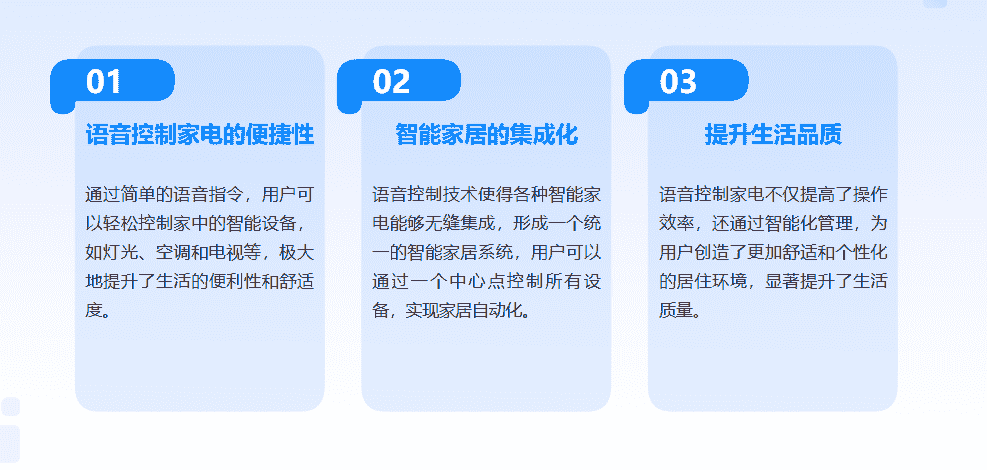 01
语音控制家电的便捷性
通过简单的语音指令，用户可
以轻松控制家中的智能设备，
如灯光、空调和电视等，极大
地提升了生活的便利性和舒适
度。
02
智能家居的集成化
语音控制技术使得各种智能家
电能够无缝集成，形成一个统
一的智能家居系统，用户可以
通过一个中心点控制所有设
备，实现家居自动化。
03
提升生活品质
语音控制家电不仅提高了操作
效率，还通过智能化管理，为
用户创造了更加舒适和个性化
的居住环境，显著提升了生活
质量。